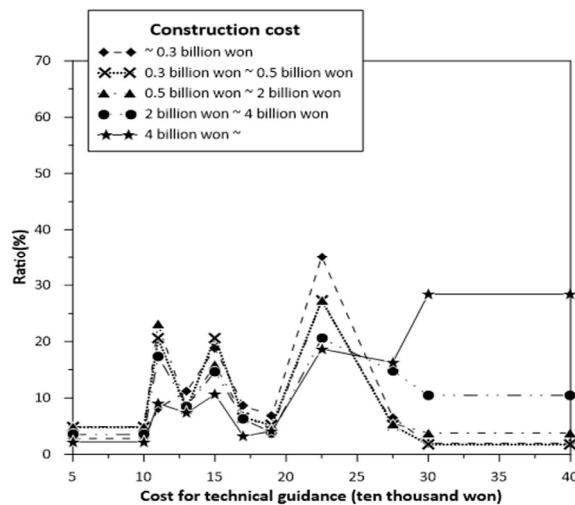 Construction cost
~ 0.3 billion won
0.3 billion won ~ 0.5 billion won
0.5 billion won ~ 2 billion won
2 billion won ~ 4 billion won
4 billion won ~
70
60
50
40
30
20
10
0
Ratio(%)
5 10 15 20 25 30 35 40
Cost for technical guidance (ten thousand won)